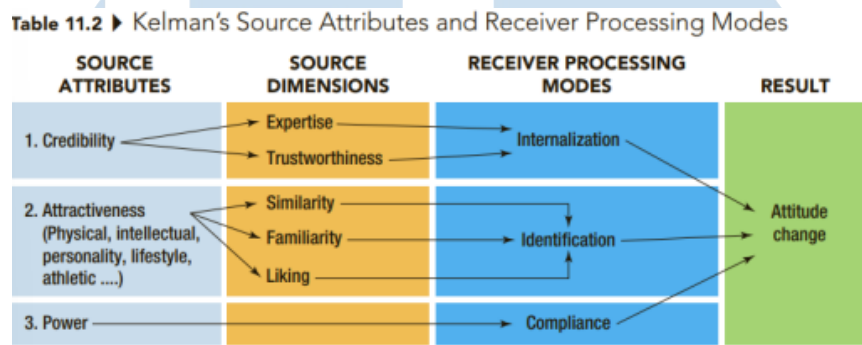 Table 11.2 ▶ Kelman's Source Attributes and Receiver Processing Modes
SOURCE ATTRIBUTES
SOURCE DIMENSIONS
RECEIVER PROCESSING MODES
RESULT
1. Credibility
Expertise
Trustworthiness
Internalization
2. Attractiveness
(Physical, intellectual,
personality, lifestyle,
athletic ....)
Similarity
Familiarity
Liking
Identification
Attitude
change
3. Power
Compliance